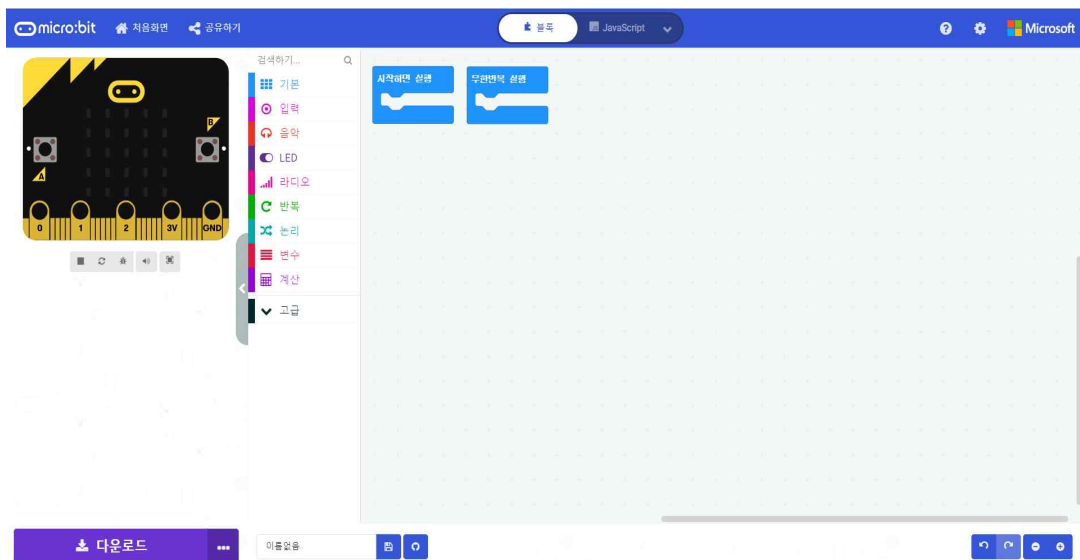 micro:bit 처음화면 공유하기 블록 JavaScript Microsoft
검색하기...
기본
입력
음악
LED
라디오
반복
논리
변수
계산
고급
시작하면 실행 무한반복 실행
B
A
0 1 2 3V GND
다운로드 ••• 이름없음